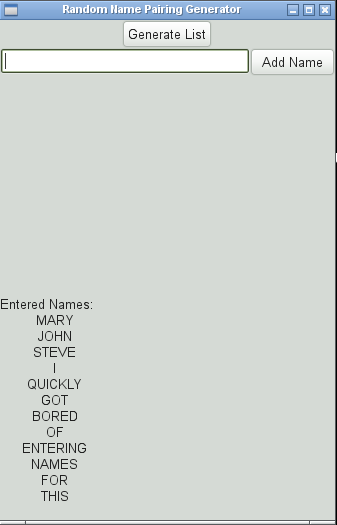 Random Name Pairing Generator
Generate List
Add Name
Entered Names:
MARY
JOHN
STEVE
I
QUICKLY
GOT
BORED
OF
ENTERING
NAMES
FOR
THIS